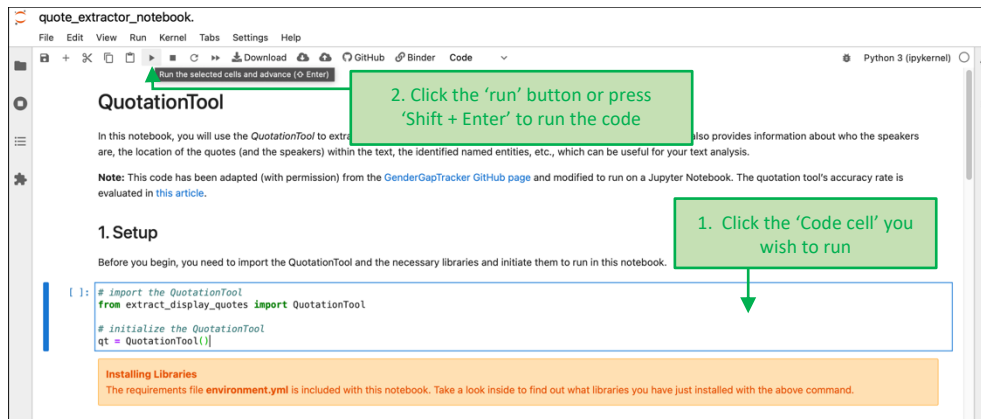 quote_extractor_notebook.
File Edit View Run Kernel Tabs Settings Help
Download GitHub Binder Code Python 3 (ipykernel)
Run the selected cells and advance (⇧ Enter)
2. Click the ‘run’ button or press
‘Shift + Enter’ to run the code
QuotationTool
In this notebook, you will use the QuotationTool to extra also provides information about who the speakers
are, the location of the quotes (and the speakers) within the text, the identified named entities, etc., which can be useful for your text analysis.
Note: This code has been adapted (with permission) from the GenderGapTracker GitHub page and modified to run on a Jupyter Notebook. The quotation tool's accuracy rate is
evaluated in this article.
1. Click the ‘Code cell’ you
wish to run
1. Setup
Before you begin, you need to import the QuotationTool and the necessary libraries and initiate them to run in this notebook.
[ ]: # import the QuotationTool
from extract_display_quotes import QuotationTool
# initialize the QuotationTool
qt = QuotationTool()
Installing Libraries
The requirements file environment.yml is included with this notebook. Take a look inside to find out what libraries you have just installed with the above command.